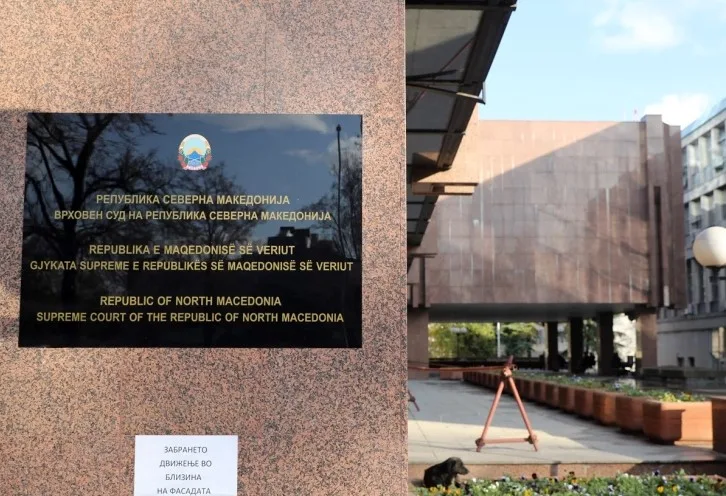 РЕПУБЛИКА СЕВЕРНА МАКЕДОНИЈА
ВРХОВЕН СУД НА РЕПУБЛИКА СЕВЕРНА МАКЕДОНИЈА
REPUBLIKA E MAQEDONISË SË VERIUT
GJYKATA SUPREME E REPUBLIKËS SË MAQEDONISË SË VERIUT
REPUBLIC OF NORTH MACEDONIA
SUPREME COURT OF THE REPUBLIC OF NORTH MACEDONIA
ЗАБРАНЕТО
ДВИЖЕЊЕ ВО
БЛИЗИНА
НА ФАСАДАТА